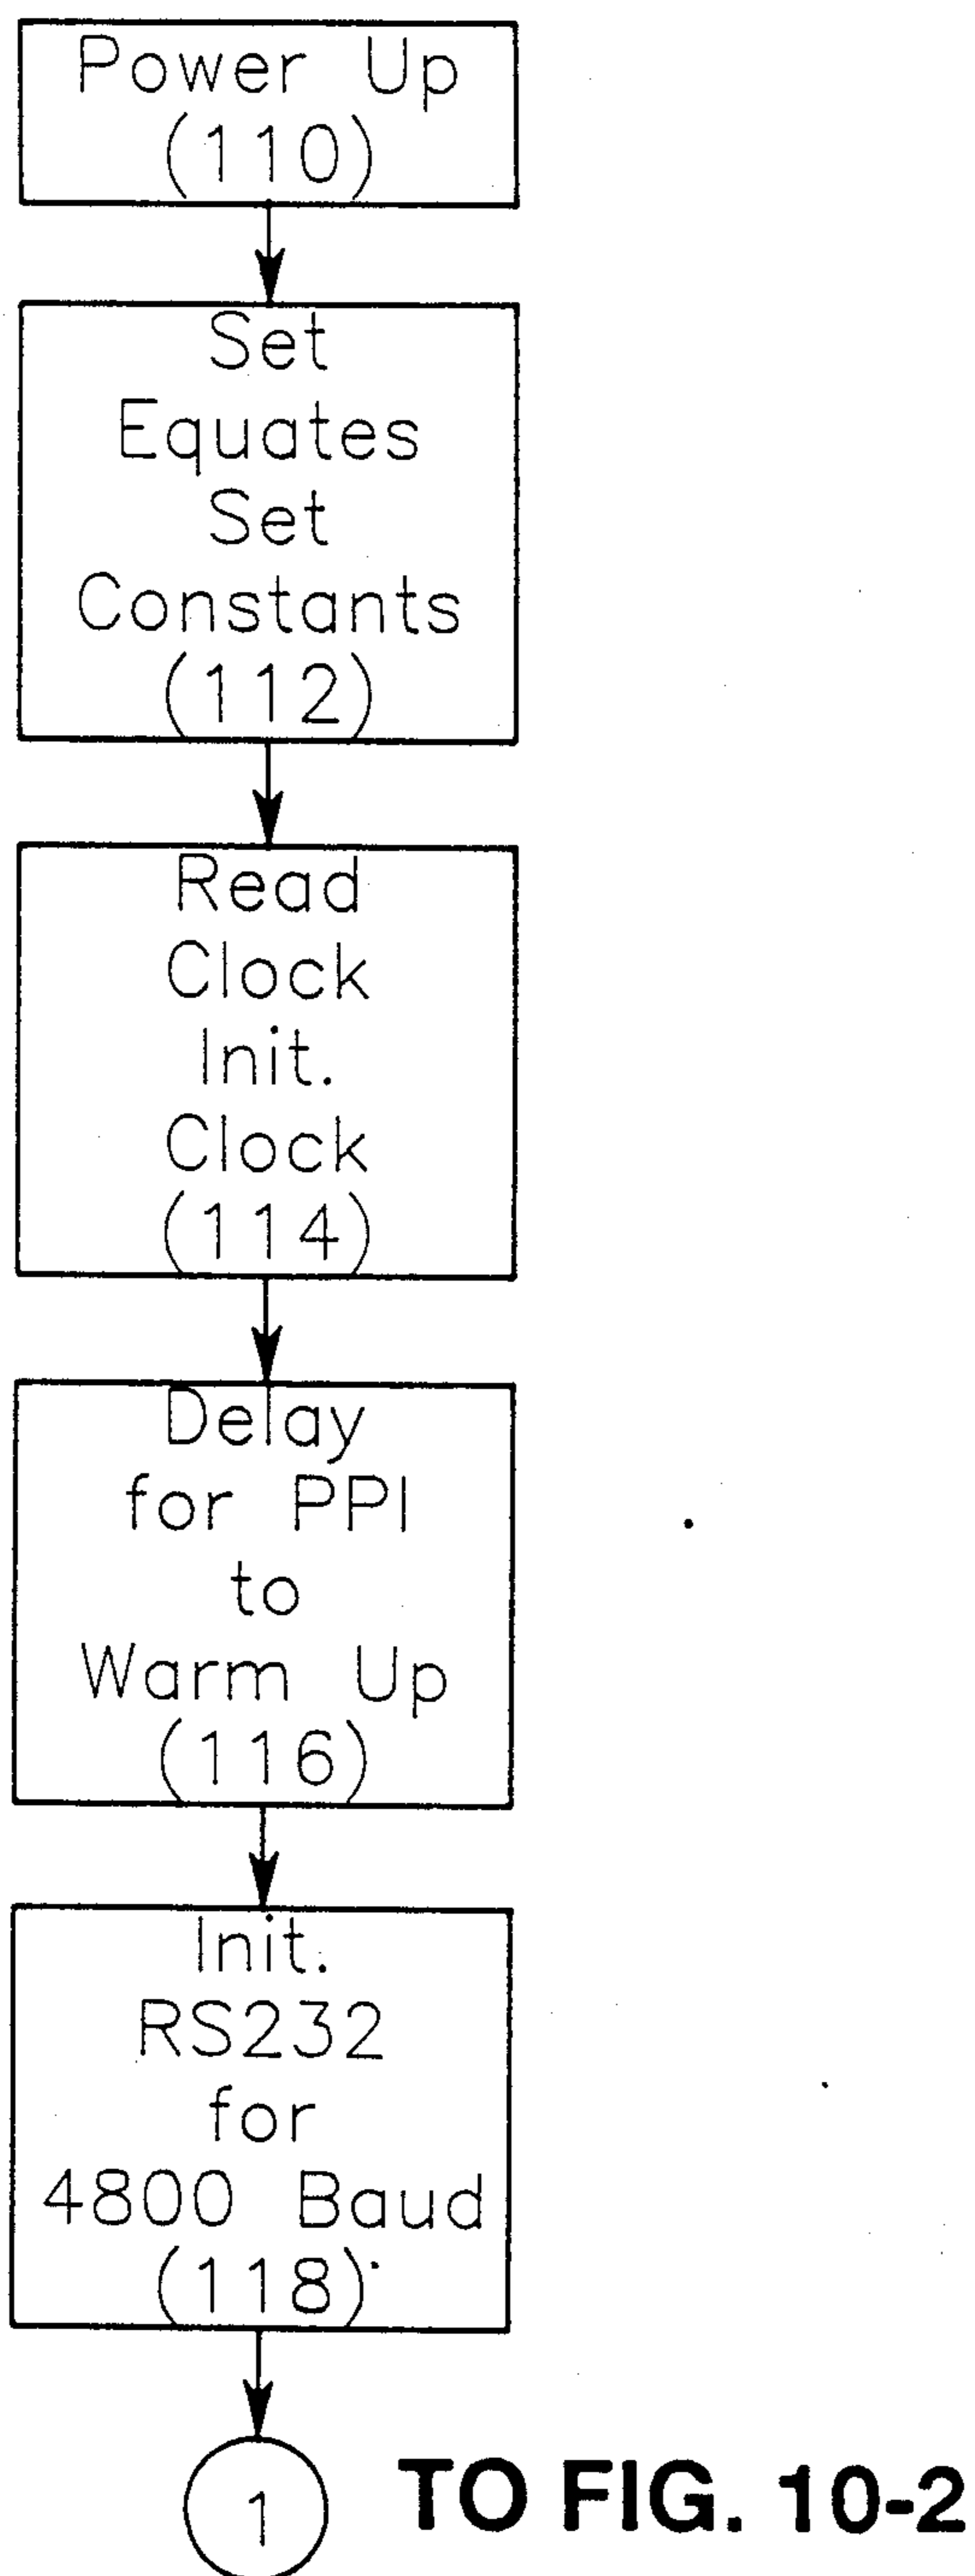 Power Up
(110)
Set
Equates
Set
Constants
(112)
Read
Clock
Init.
Clock
(114)
Delay
for PPI
to
Warm Up
(116)
Init.
RS232
for
4800 Baud
(118)
1 TO FIG. 10-2